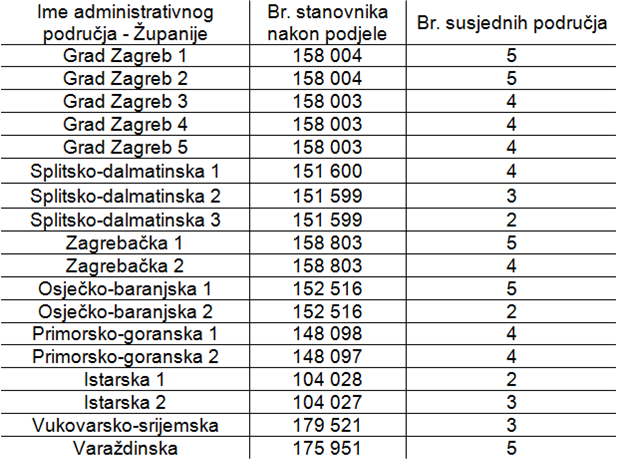 Ime administrativnog područja - Županije | Br. stanovnika nakon podjele | Br. susjednih područja
Grad Zagreb 1 | 158 004 | 5
Grad Zagreb 2 | 158 004 | 5
Grad Zagreb 3 | 158 003 | 4
Grad Zagreb 4 | 158 003 | 4
Grad Zagreb 5 | 158 003 | 4
Splitsko-dalmatinska 1 | 151 600 | 4
Splitsko-dalmatinska 2 | 151 599 | 3
Splitsko-dalmatinska 3 | 151 599 | 2
Zagrebačka 1 | 158 803 | 5
Zagrebačka 2 | 158 803 | 4
Osječko-baranjska 1 | 152 516 | 5
Osječko-baranjska 2 | 152 516 | 2
Primorsko-goranska 1 | 148 098 | 4
Primorsko-goranska 2 | 148 097 | 4
Istarska 1 | 104 028 | 2
Istarska 2 | 104 027 | 3
Vukovarsko-srijemska | 179 521 | 3
Varaždinska | 175 951 | 5